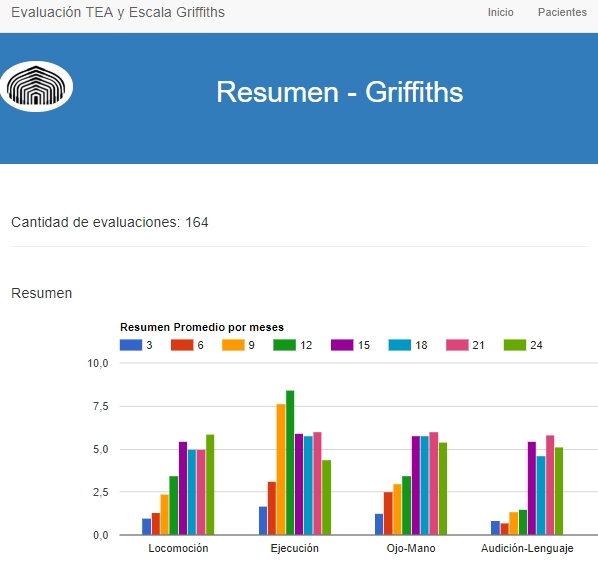 Evaluación TEA y Escala Griffiths Inicio Pacientes
Resumen - Griffiths
Cantidad de evaluaciones: 164
Resumen
Resumen Promedio por meses
3 6 9 12 15 18 21 24
10,0
7,5
5,0
2,5
0,0
Locomoción Ejecución Ojo-Mano Audición-Lenguaje